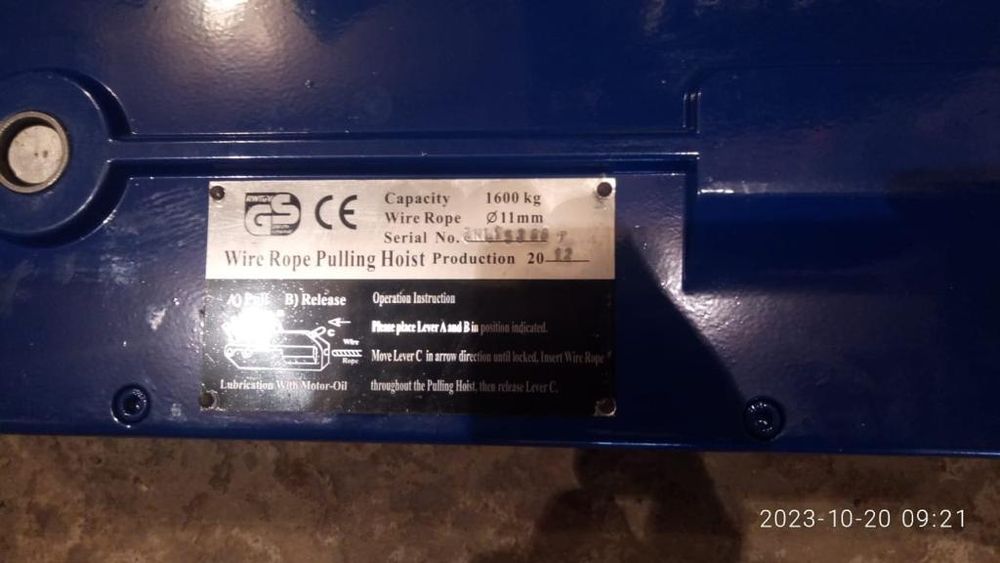 GS
CE
Capacity 1600 kg
Wire Rope Ø11mm
Serial No.
Wire Rope Pulling Hoist Production 20 12
A) Pull B) Release
Operation Instruction
Please place Lever A and B in position indicated.
C
Wire
Rope
Move Lever C in arrow direction until locked, Insert Wire Rope
Lubrication With Motor-Oil
throughout the Pulling Hoist, then release Lever C.
2023-10-20 09:21